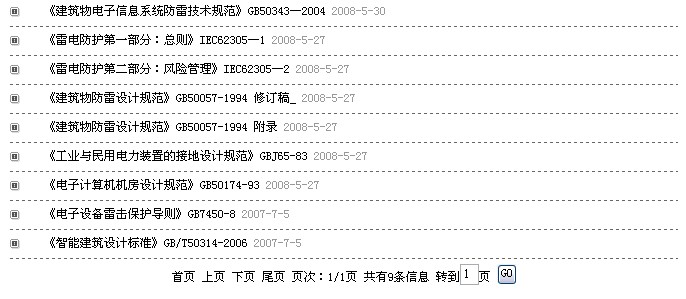 《建筑物电子信息系统防雷技术规范》GB50343—2004 2008-5-30
《雷电防护第一部分：总则》IEC62305—1 2008-5-27
《雷电防护第二部分：风险管理》IEC62305—2 2008-5-27
《建筑物防雷设计规范》GB50057-1994 修订稿_ 2008-5-27
《建筑物防雷设计规范》GB50057-1994 附录 2008-5-27
《工业与民用电力装置的接地设计规范》GBJ65-83 2008-5-27
《电子计算机机房设计规范》GB50174-93 2008-5-27
《电子设备雷击保护导则》GB7450-8 2007-7-5
《智能建筑设计标准》GB/T50314-2006 2007-7-5
首页 上页 下页 尾页 页次：1/1页 共有9条信息 转到1页 GO